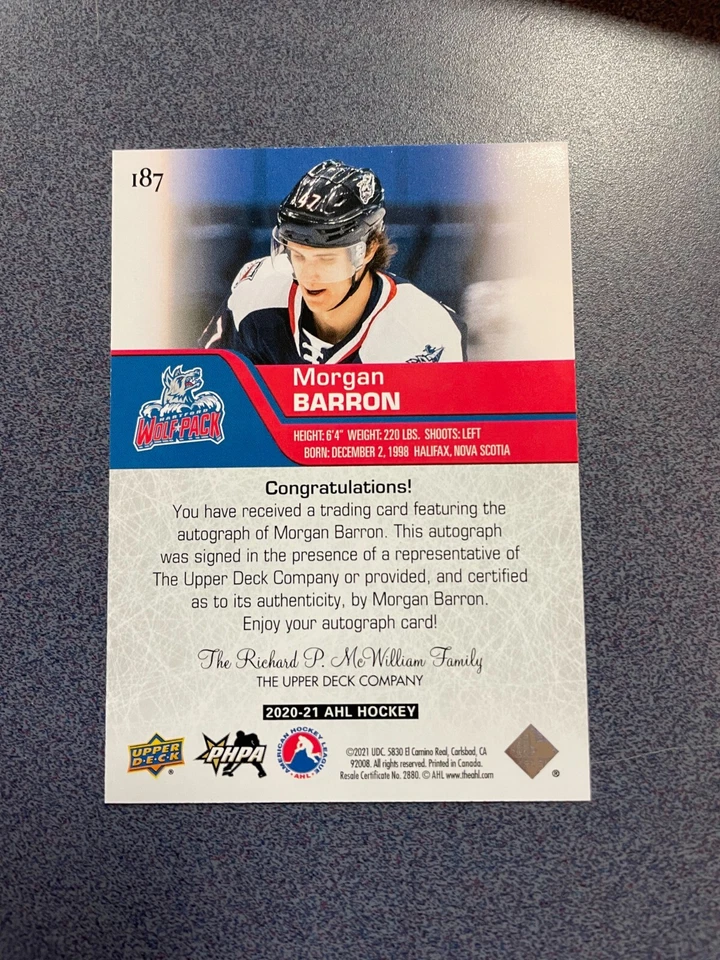 187
47
Morgan
BARRON
HARTFORD
WOLF PACK
HEIGHT: 6'4" WEIGHT: 220 LBS. SHOOTS: LEFT
BORN: DECEMBER 2, 1998 HALIFAX, NOVA SCOTIA
Congratulations!
You have received a trading card featuring the
autograph of Morgan Barron. This autograph
was signed in the presence of a representative of
The Upper Deck Company or provided, and certified
as to its authenticity, by Morgan Barron.
Enjoy your autograph card!
The Richard P. McWilliam Family
THE UPPER DECK COMPANY
2020-21 AHL HOCKEY
UPPER
D·E·C·K
®
PHPA
AMERICAN HOCKEY LEAGUE
·AHL·
©2021 UDC. 5830 El Camino Real, Carlsbad, CA
92008. All rights reserved. Printed in Canada.
Resale Certificate No. 2880. © AHL www.theahl.com.
®